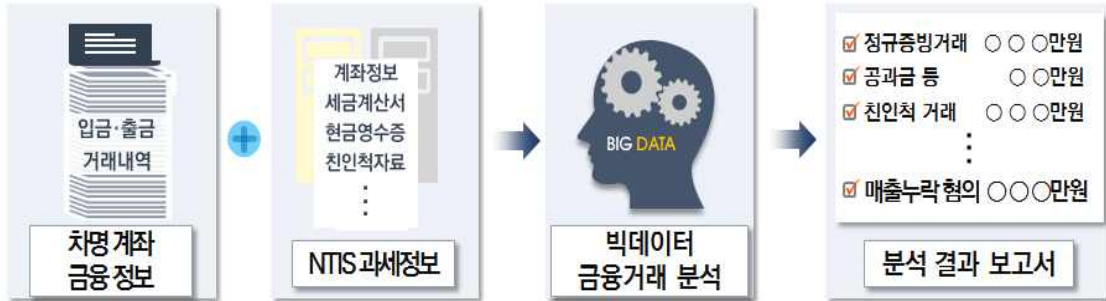 입금·출금
거래내역
차명 계좌
금융 정보
계좌정보
세금계산서
현금영수증
친인척자료
NTIS 과세정보
BIG DATA
빅데이터
금융거래 분석
정규증빙거래 ○ ○ ○만원
공과금 등 ○ ○만원
친인척 거래 ○ ○ ○만원
매출누락 혐의 ○○○만원
분석 결과 보고서